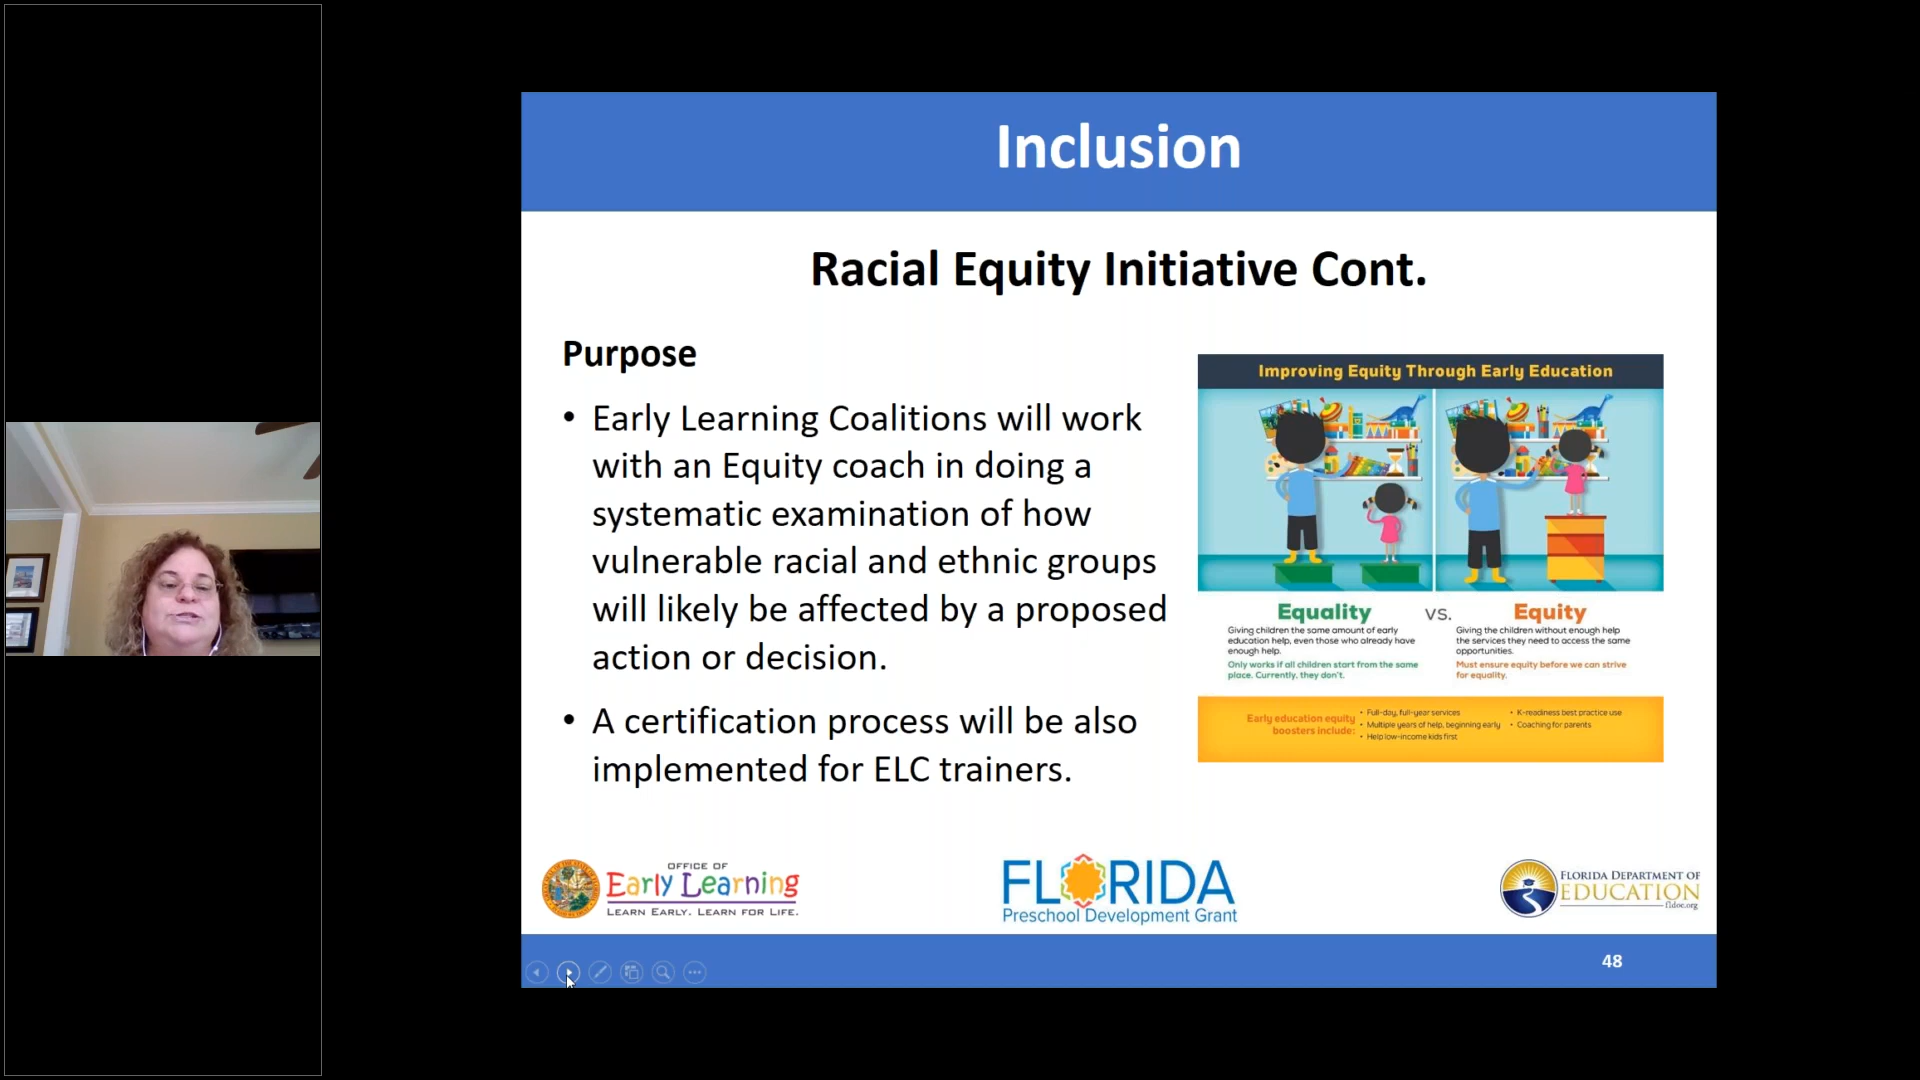 Inclusion
Racial Equity Initiative Cont.
Purpose
• Early Learning Coalitions will work
with an Equity coach in doing a
systematic examination of how
vulnerable racial and ethnic groups
will likely be affected by a proposed
action or decision.
• A certification process will be also
implemented for ELC trainers.
Improving Equity Through Early Education
Equality
VS.
Equity
Giving children the same amount of early
education help, even those who already have
enough help.
Only works if all children start from the same
place. Currently, they don't.
Giving the children without enough help
the services they need to access the same
opportunities.
Must ensure equity before we can strive
for equality.
Early education equity
boosters include:
• Full-day, full-year services
• Multiple years of help, beginning early
• Help low-income kids first
• K-readiness best practice use
• Coaching for parents
OFFICE OF
Early Learning
LEARN EARLY. LEARN FOR LIFE.
FLORIDA
Preschool Development Grant
FLORIDA DEPARTMENT OF
EDUCATION
fldoe.org
48